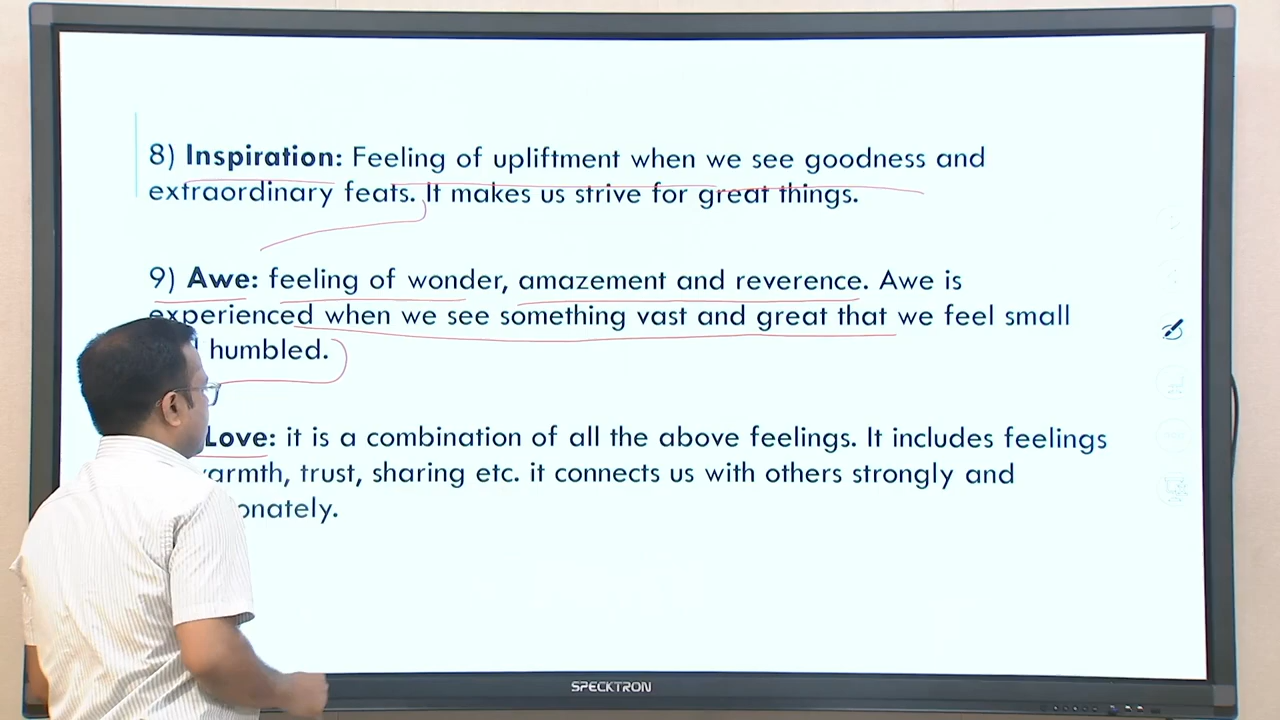 8) Inspiration: Feeling of upliftment when we see goodness and
extraordinary feats. It makes us strive for great things.
9) Awe: feeling of wonder, amazement and reverence. Awe is
experienced when we see something vast and great that we feel small
humbled.
Love: it is a combination of all the above feelings. It includes feelings
trust, sharing etc. it connects us with others strongly and
SPECKTRON